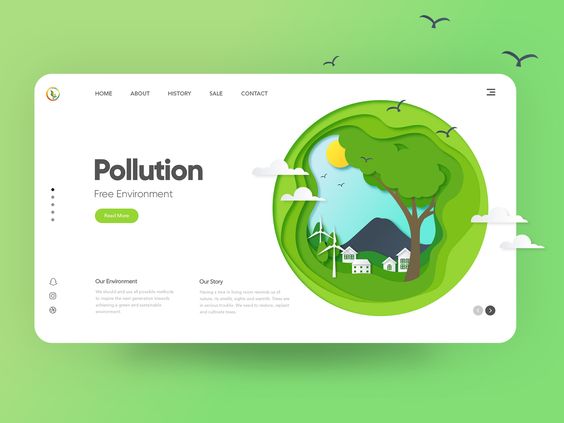 HOME ABOUT HISTORY SALE CONTACT
Pollution
Free Environment
Read More
Our Environment
We should and use all possible methods
to inspire the next generation towards
achieving a green and sustainable
environment.
Our Story
Having a tree in living room reminds us of
nature, its smells, sights and warmth. Trees are
in serious trouble. We need to restore, replant
and cultivate trees.